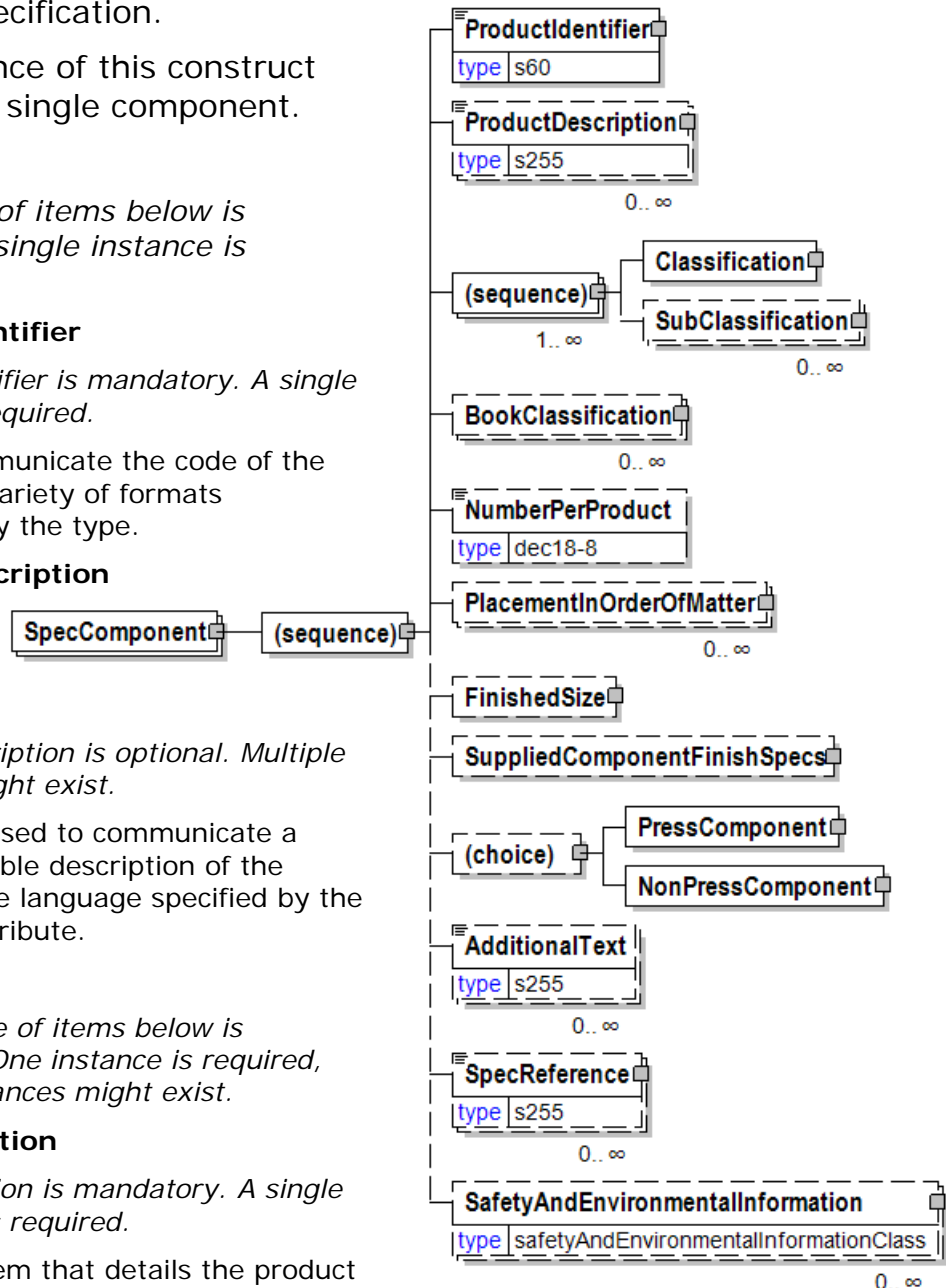 ecification.
nce of this construct
single component.
of items below is
single instance is
ntifier
ifier is mandatory. A single
equired.
municate the code of the
ariety of formats
y the type.
cription
ription is optional. Multiple
ght exist.
sed to communicate a
ble description of the
e language specified by the
ribute.
e of items below is
One instance is required,
ances might exist.
tion
ion is mandatory. A single
s required.
em that details the product
SpecComponent
(sequence)
ProductIdentifier
type s60
ProductDescription
type s255
0.. ∞
(sequence)
1.. ∞
Classification
SubClassification
0.. ∞
BookClassification
0.. ∞
NumberPerProduct
type dec18-8
PlacementInOrderOfMatter
0.. ∞
FinishedSize
SuppliedComponentFinishSpecs
(choice)
PressComponent
NonPressComponent
AdditionalText
type s255
0.. ∞
SpecReference
type s255
0.. ∞
SafetyAndEnvironmentalInformation
type safetyAndEnvironmentalInformationClass
0.. ∞